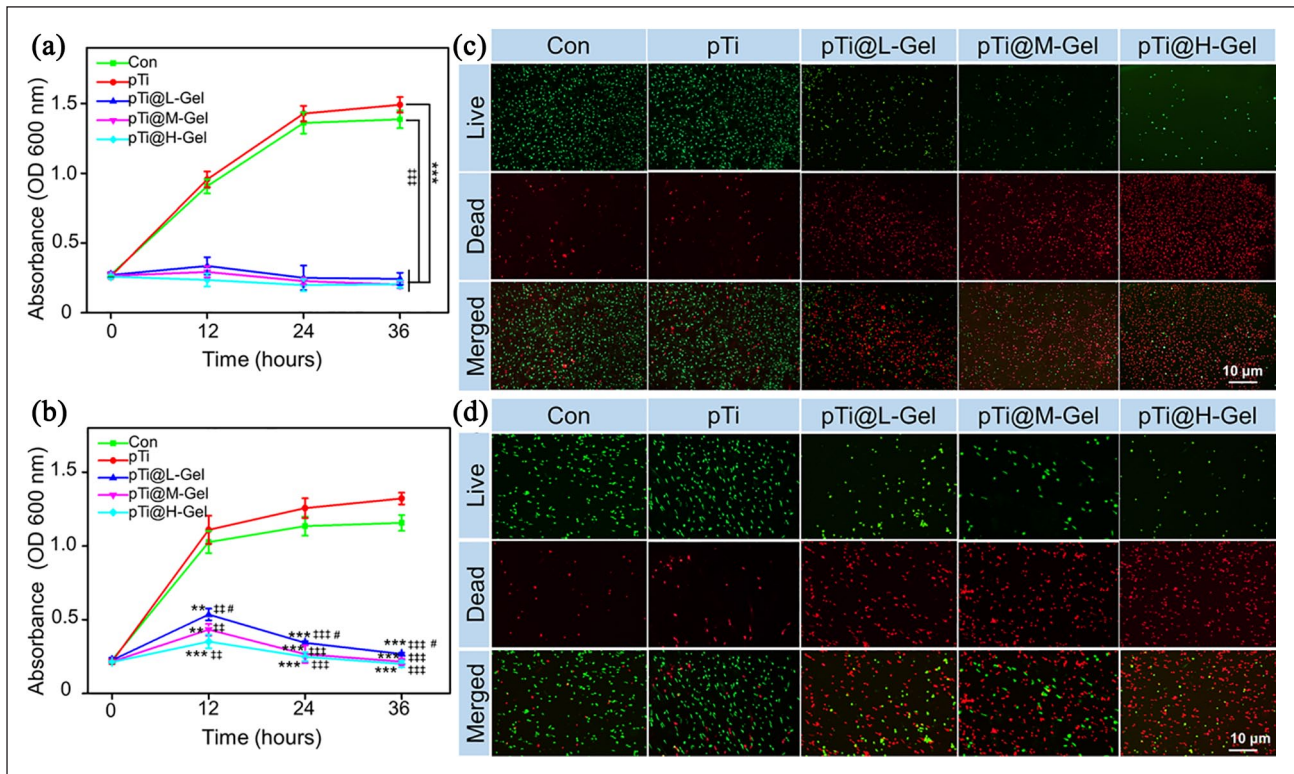 (a)
Con
pTi
pTi@L-Gel
pTi@M-Gel
pTi@H-Gel
1.5
1.0
0.5
0
Absorbance (OD 600 nm)
‡‡‡
***
0 12 24 36
Time (hours)
(b)
Con
pTi
pTi@L-Gel
pTi@M-Gel
pTi@H-Gel
1.5
1.0
0.5
0
Absorbance (OD 600 nm)
** ‡‡ # *** ‡‡‡ # *** ‡‡‡ #
** ‡‡ *** ‡‡‡ *** ‡‡‡
*** ‡‡ *** ‡‡‡ *** ‡‡‡
0 12 24 36
Time (hours)
(c)
Con pTi pTi@L-Gel pTi@M-Gel pTi@H-Gel
Live
Dead
Merged
10 µm
(d)
Con pTi pTi@L-Gel pTi@M-Gel pTi@H-Gel
Live
Dead
Merged
10 µm